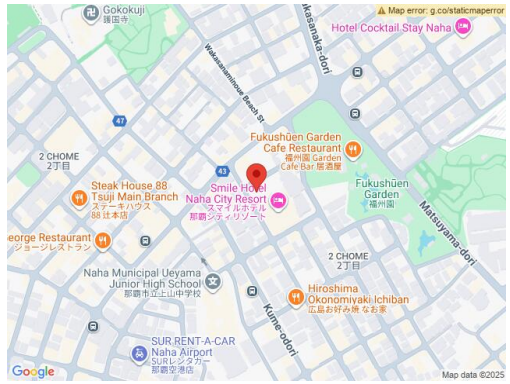 Gokokuji
護国寺
Map error: g.co/staticmaperror
Hotel Cocktail Stay Naha
Wakasanaminoue Beach St
akasanaka-dori
47
2 CHOME
2丁目
43
Fukushūen Garden
Cafe Restaurant
福州園 Garden
Cafe Bar 居酒屋
Steak House 88
Tsuji Main Branch
ステーキハウス
88 辻本店
Smile Hotel
Naha City Resort
スマイルホテル
那覇シティリゾート
Fukushūen
Garden
福州園
Matsuyama-dori
George Restaurant
ジョージレストラン
Naha Municipal Ueyama
Junior High School
那覇市立上山中学校
2 CHOME
2丁目
Hiroshima
Okonomiyaki Ichiban
広島お好み焼 なお家
Kume-odori
SUR RENT-A-CAR
Naha Airport
SURレンタカー
那覇空港店
Google
Map data ©2025